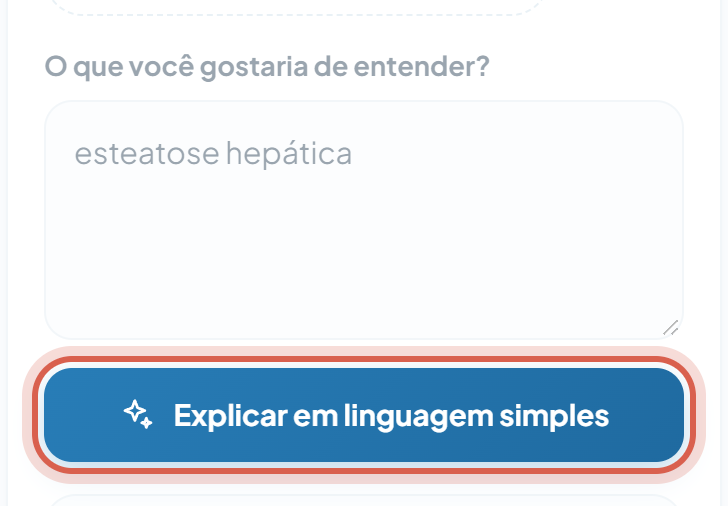 O que você gostaria de entender?
esteatose hepática
Explicar em linguagem simples